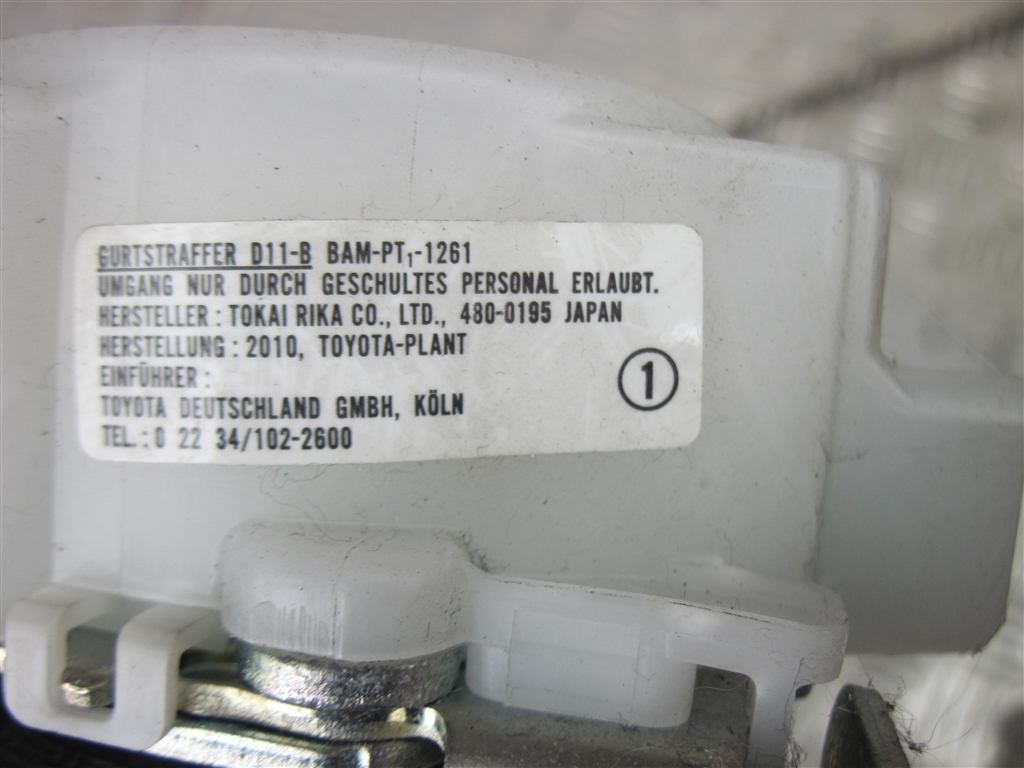 GURTSTRAFFER D11-B BAM-PT₁-1261
UMGANG NUR DURCH GESCHULTES PERSONAL ERLAUBT.
HERSTELLER : TOKAI RIKA CO., LTD., 480-0195 JAPAN
HERSTELLUNG : 2010, TOYOTA-PLANT
EINFÜHRER :
TOYOTA DEUTSCHLAND GMBH, KÖLN
TEL. : 0 22 34/102-2600
①